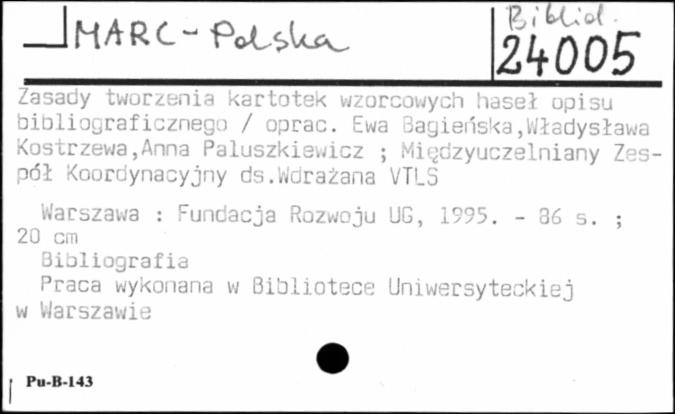 MARC - Polska
Bibliol.
24005
Zasady tworzenia kartotek wzorcowych haseł opisu
bibliograficznego / oprac. Ewa Bagieńska,Władysława
Kostrzewa,Anna Paluszkiewicz ; Międzyuczelniany Zes-
pół Koordynacyjny ds.Wdrażana VTLS
Warszawa : Fundacja Rozwoju UG, 1995. - 86 s. ;
20 cm
Bibliografia
Praca wykonana w Bibliotece Uniwersyteckiej
w Warszawie
Pu-B-143